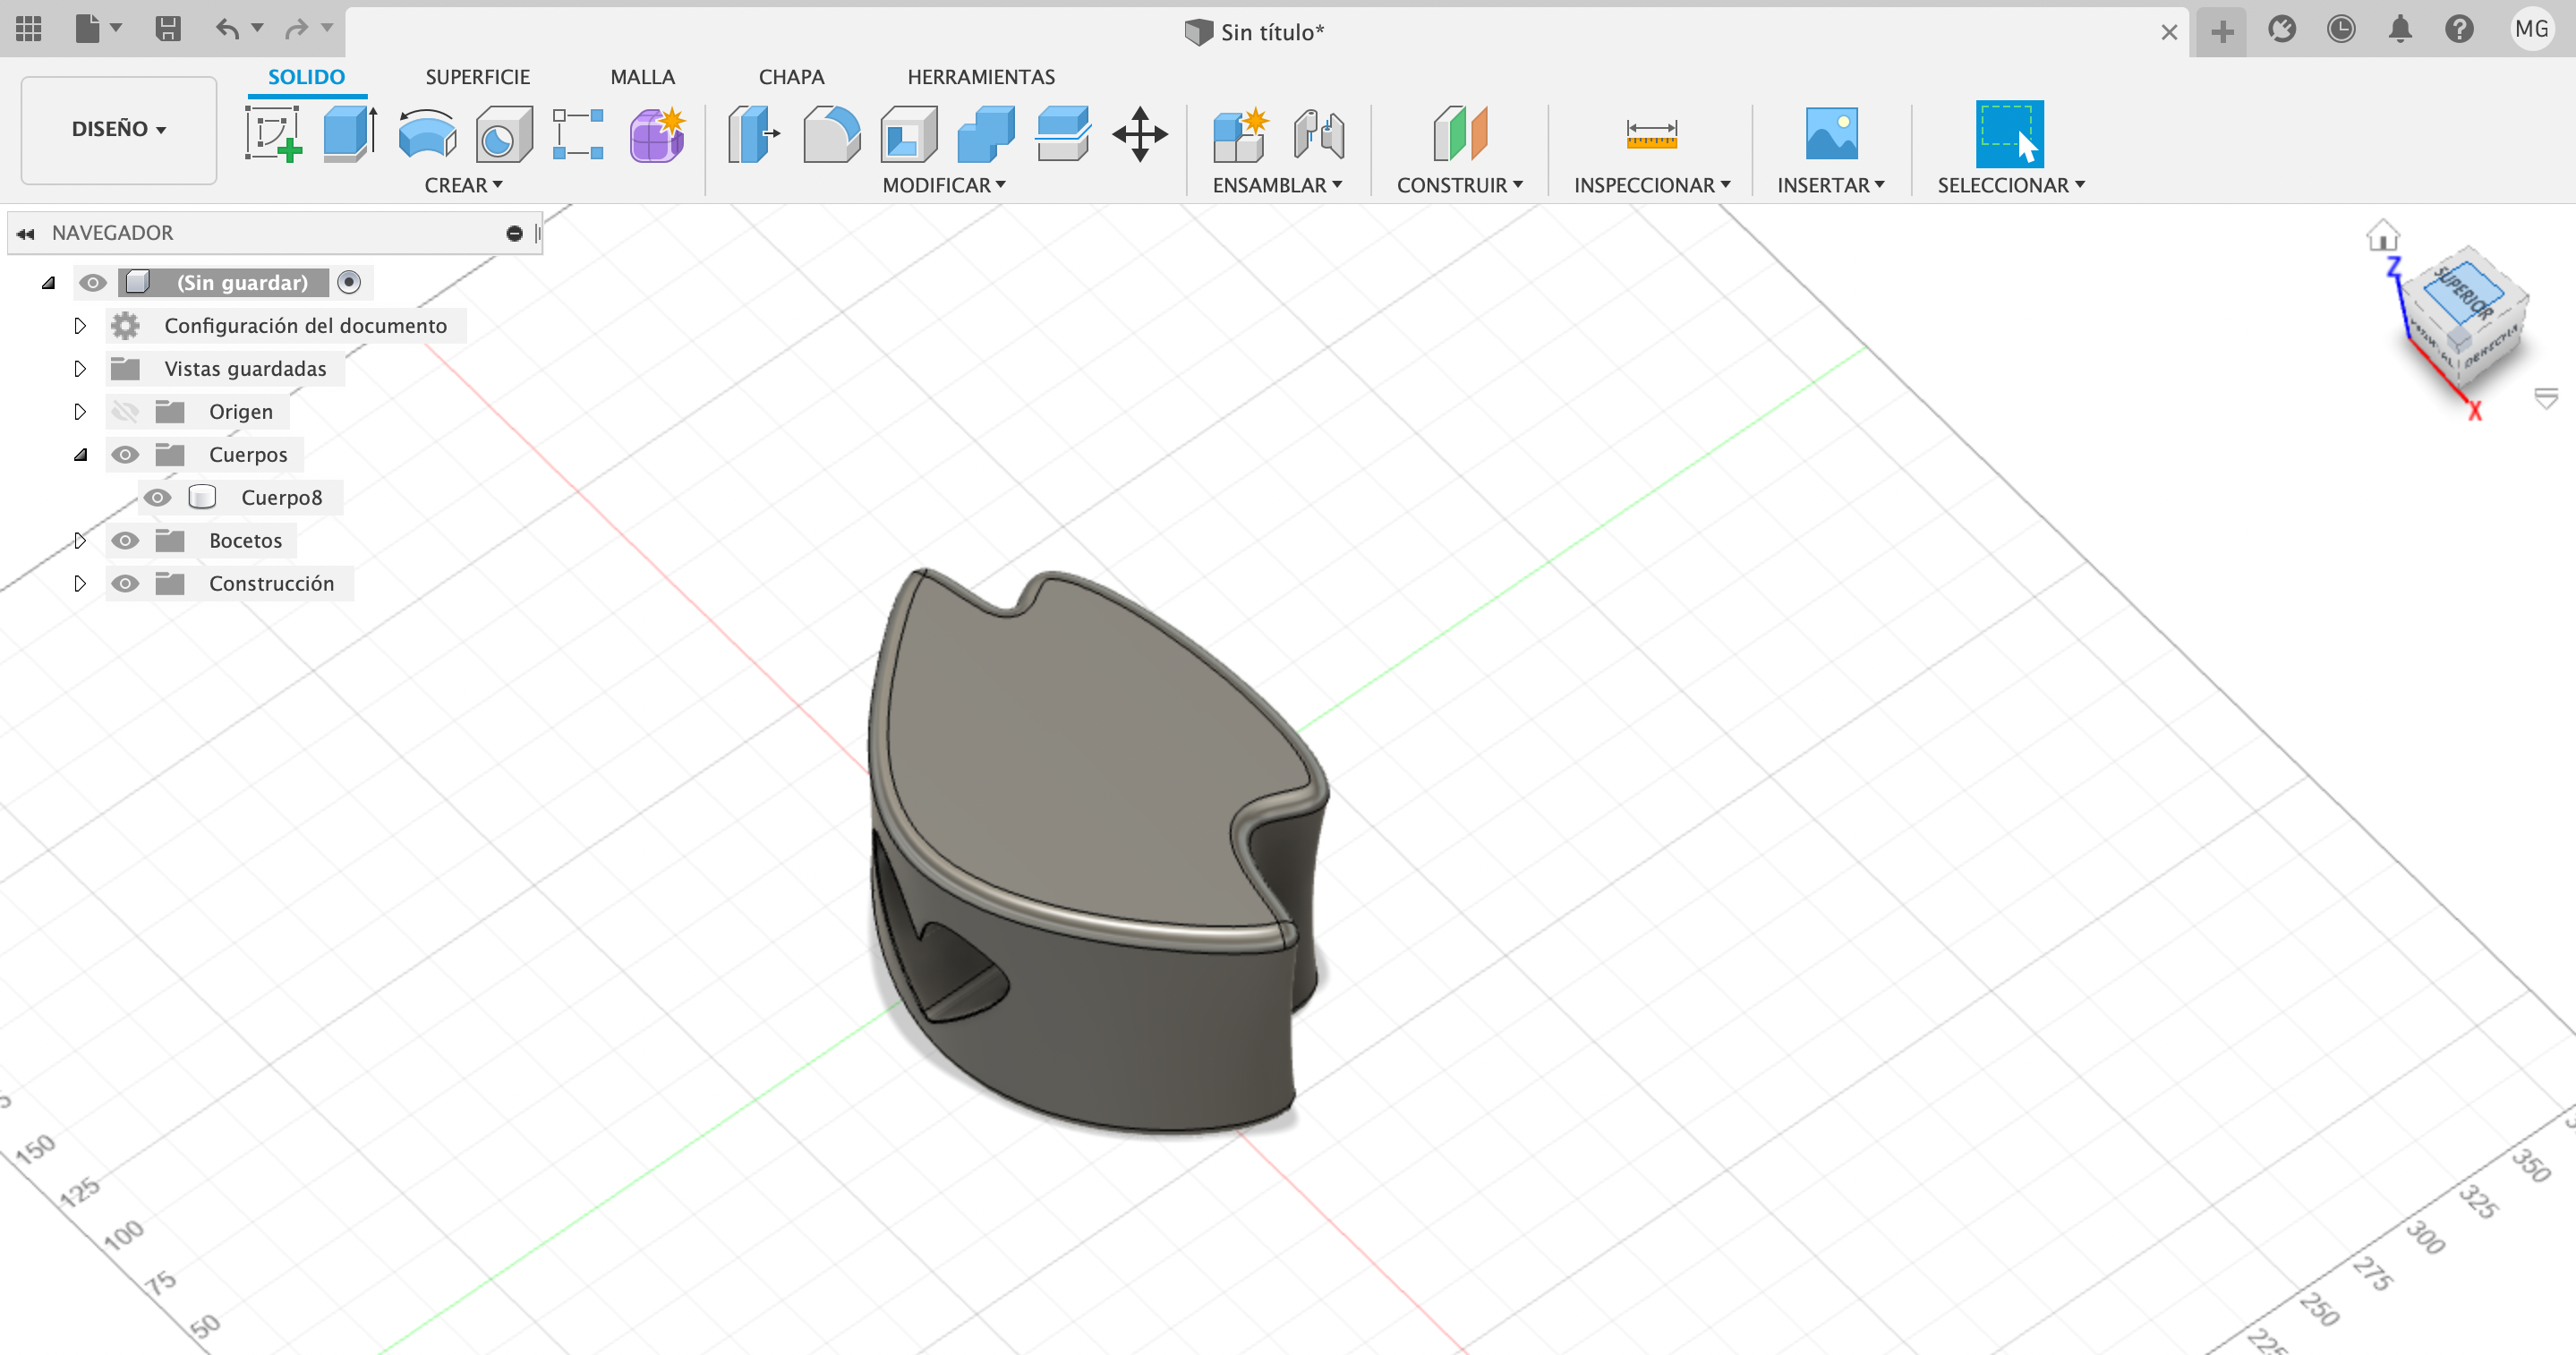 Sin título*
MG
DISEÑO
SOLIDO
SUPERFICIE
MALLA
CHAPA
HERRAMIENTAS
CREAR
MODIFICAR
ENSAMBLAR
CONSTRUIR
INSPECCIONAR
INSERTAR
SELECCIONAR
NAVEGADOR
(Sin guardar)
Configuración del documento
Vistas guardadas
Origen
Cuerpos
Cuerpo8
Bocetos
Construcción
Z
SUPERIOR
DERECHA
X
150
125
100
75
50
350
325
300
275
250
225